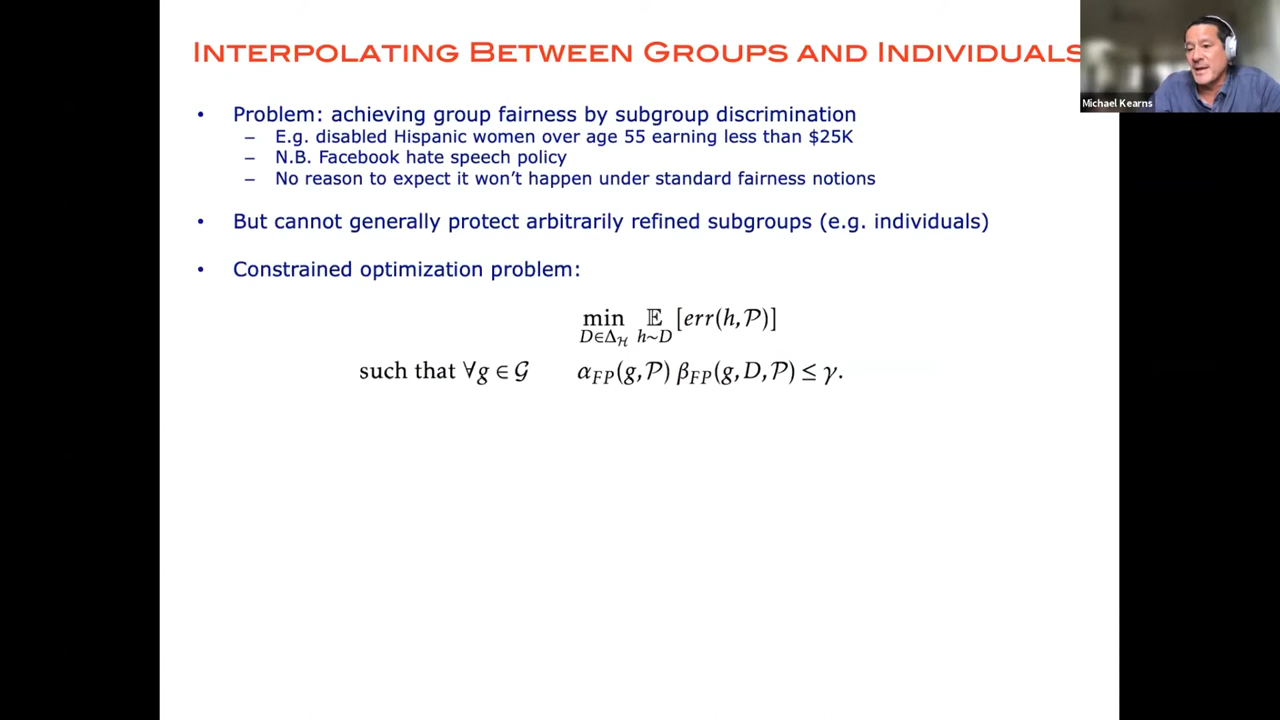 INTERPOLATING BETWEEN GROUPS AND INDIVIDUALS
Michael Kearns
• Problem: achieving group fairness by subgroup discrimination
– E.g. disabled Hispanic women over age 55 earning less than $25K
– N.B. Facebook hate speech policy
– No reason to expect it won't happen under standard fairness notions
• But cannot generally protect arbitrarily refined subgroups (e.g. individuals)
• Constrained optimization problem:
min 𝔼 [err(h, 𝒫)]
D∈Δ_ℋ h∼D
such that ∀g ∈ 𝒢 α_FP(g, 𝒫) β_FP(g, D, 𝒫) ≤ γ.